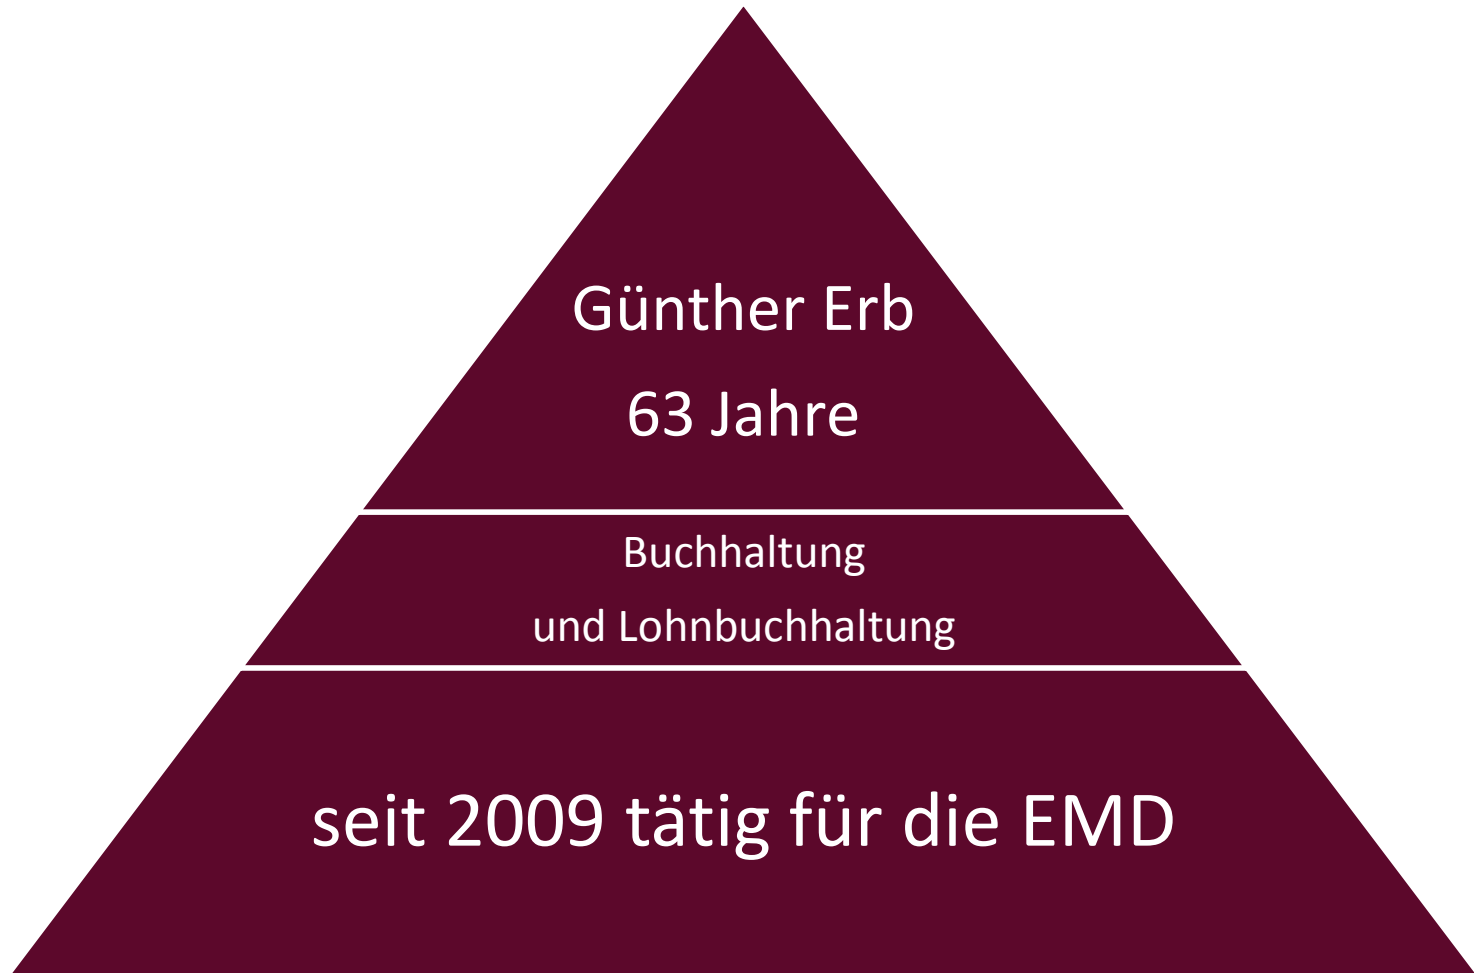 Günther Erb
63 Jahre
Buchhaltung
und Lohnbuchhaltung
seit 2009 tätig für die EMD